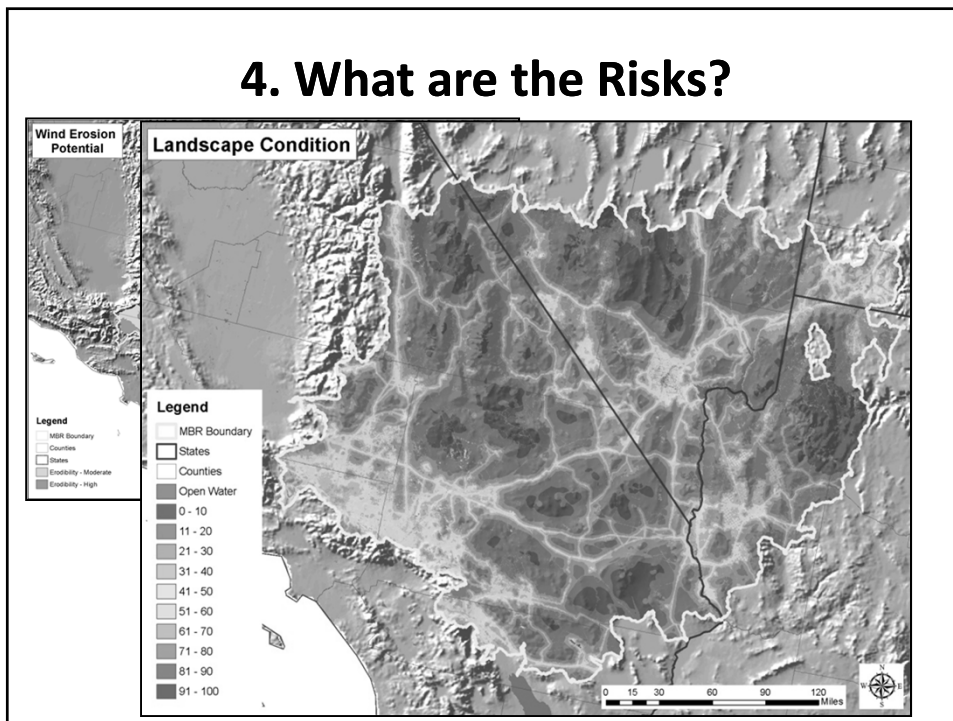 4. What are the Risks?
Wind Erosion
Potential
Legend
MBR Boundary
Counties
States
Erodibility - Moderate
Erodibility - High
Landscape Condition
Legend
MBR Boundary
States
Counties
Open Water
0 - 10
11 - 20
21 - 30
31 - 40
41 - 50
51 - 60
61 - 70
71 - 80
81 - 90
91 - 100
0 15 30 60 90 120
Miles
N
W E
S